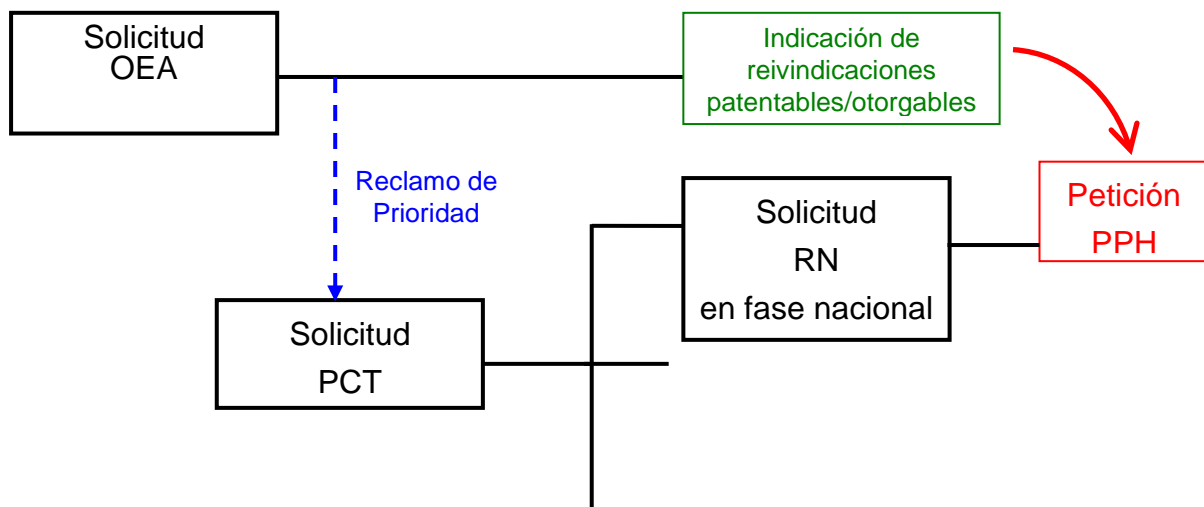 Solicitud
OEA
Indicación de
reivindicaciones
patentables/otorgables
Reclamo de
Prioridad
Solicitud
RN
en fase nacional
Petición
PPH
Solicitud
PCT